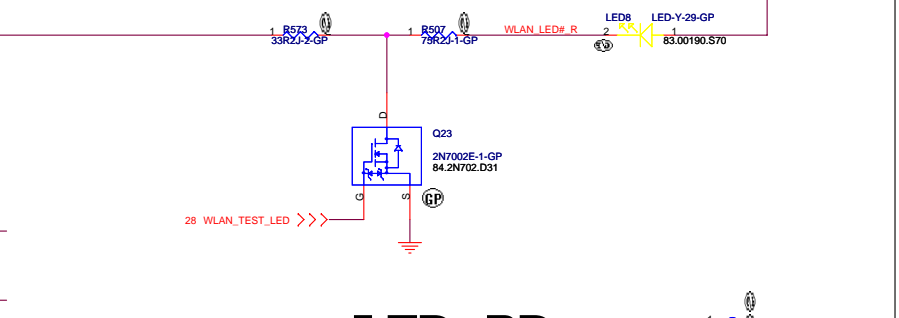 LED8 LED-Y-29-GP
1 R573 1 R507 WLAN_LED#_R 2 1
33R2J-2-GP 75R2J-1-GP 83.00190.S70
D
Q23
2N7002E-1-GP
84.2N702.D31
G S GP
28 WLAN_TEST_LED